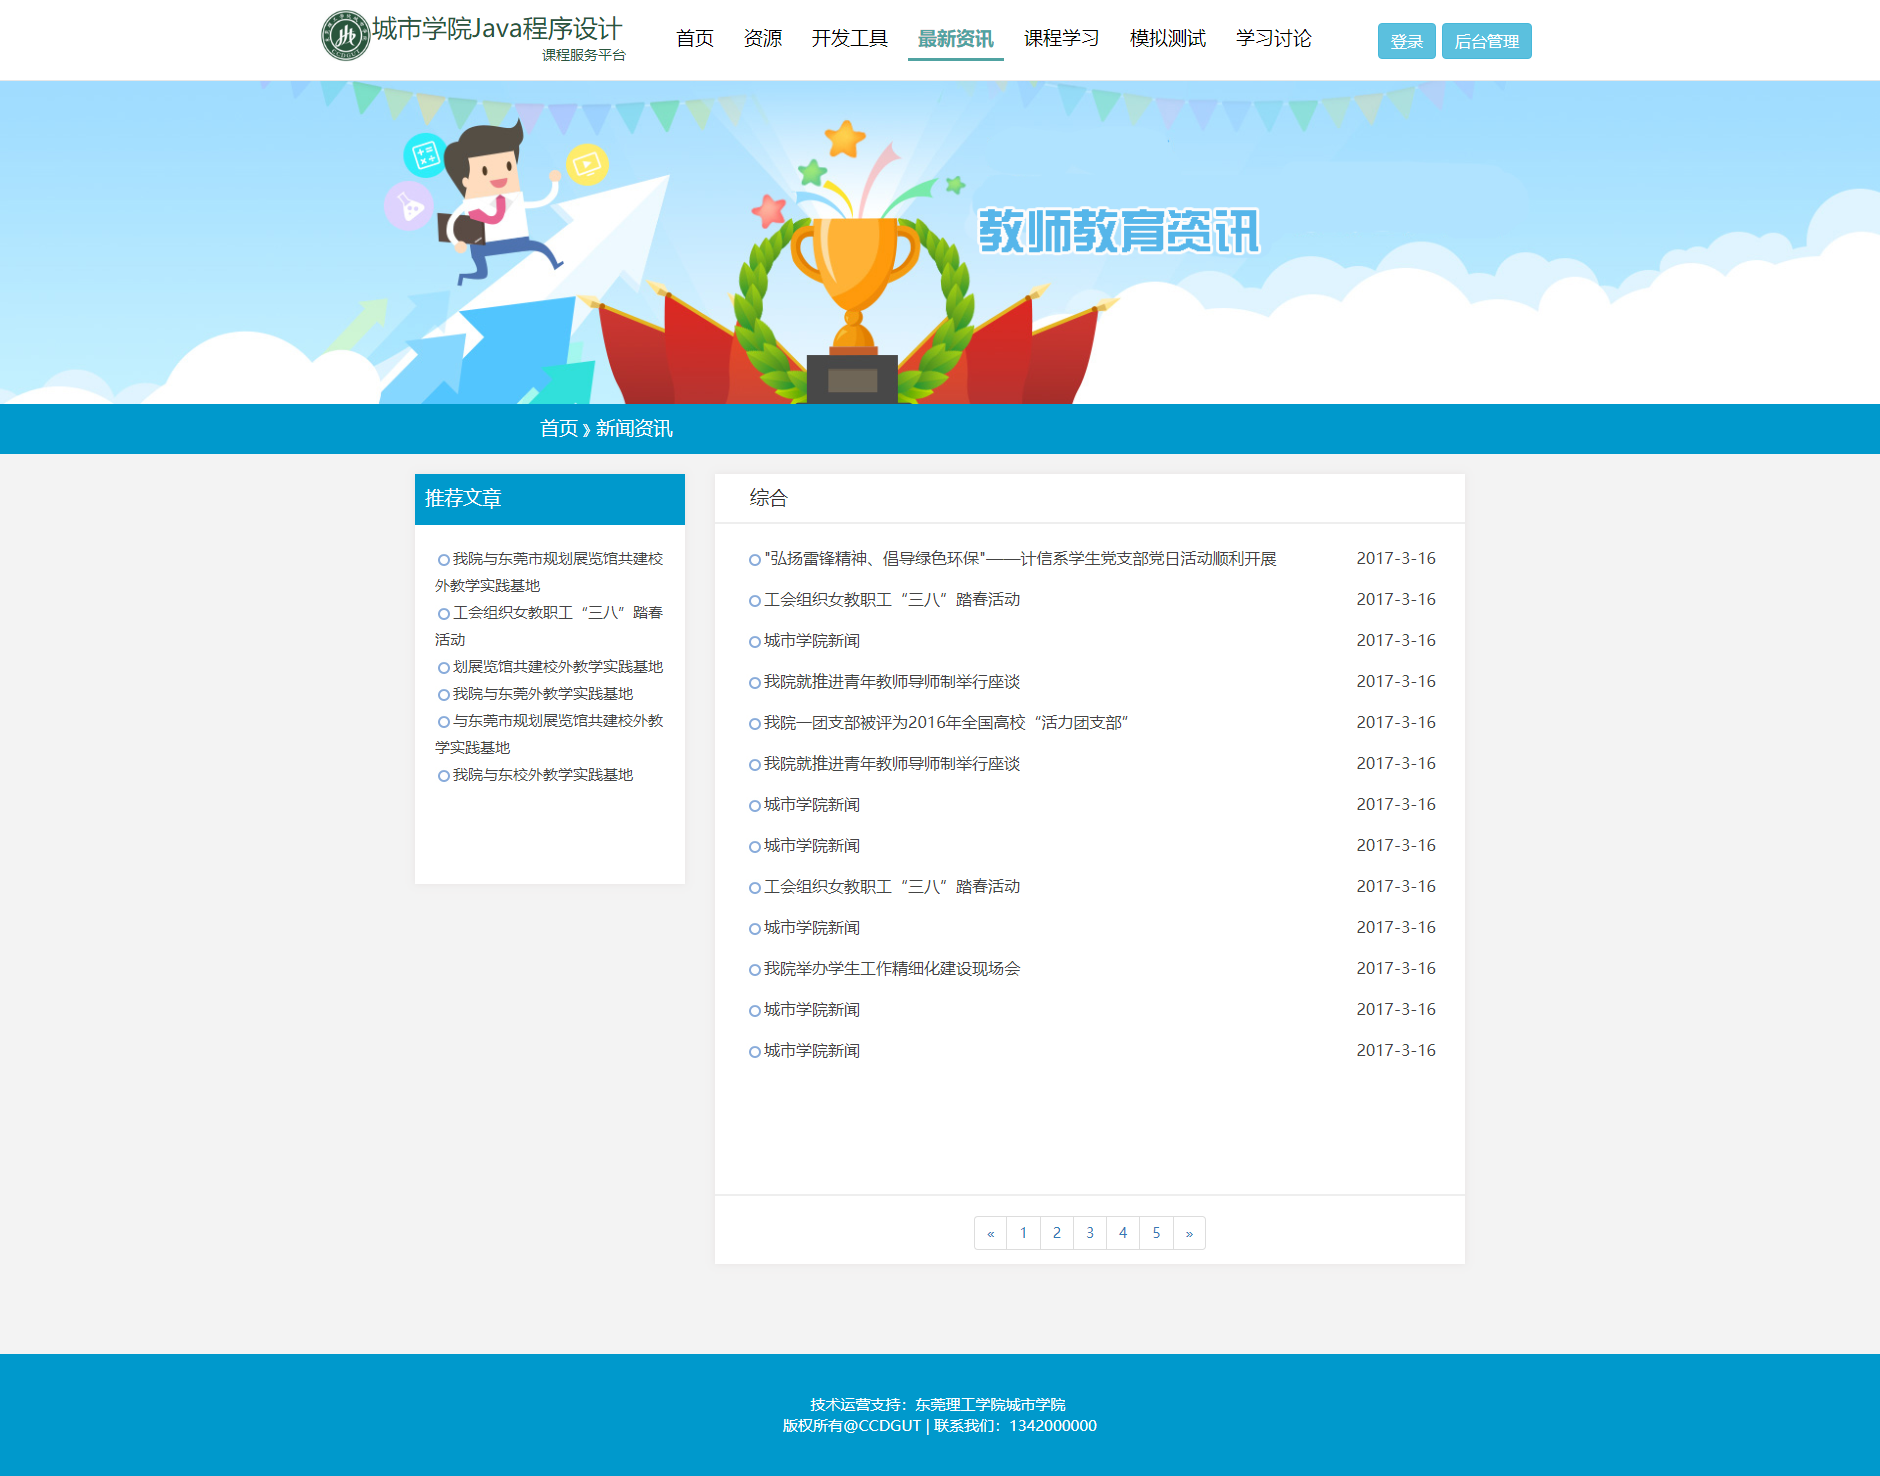 城市学院Java程序设计
课程服务平台
首页 资源 开发工具 最新资讯 课程学习 模拟测试 学习讨论
登录 后台管理
教师教育资讯
首页 》新闻资讯
推荐文章
我院与东莞市规划展览馆共建校
外教学实践基地
工会组织女教职工“三八”踏春
活动
划展览馆共建校外教学实践基地
我院与东莞外教学实践基地
与东莞市规划展览馆共建校外教
学实践基地
我院与东校外教学实践基地
综合
"弘扬雷锋精神、倡导绿色环保"——计信系学生党支部党日活动顺利开展 2017-3-16
工会组织女教职工“三八”踏春活动 2017-3-16
城市学院新闻 2017-3-16
我院就推进青年教师导师制举行座谈 2017-3-16
我院一团支部被评为2016年全国高校“活力团支部” 2017-3-16
我院就推进青年教师导师制举行座谈 2017-3-16
城市学院新闻 2017-3-16
城市学院新闻 2017-3-16
工会组织女教职工“三八”踏春活动 2017-3-16
城市学院新闻 2017-3-16
我院举办学生工作精细化建设现场会 2017-3-16
城市学院新闻 2017-3-16
城市学院新闻 2017-3-16
« 1 2 3 4 5 »
技术运营支持：东莞理工学院城市学院
版权所有@CCDGUT | 联系我们：1342000000